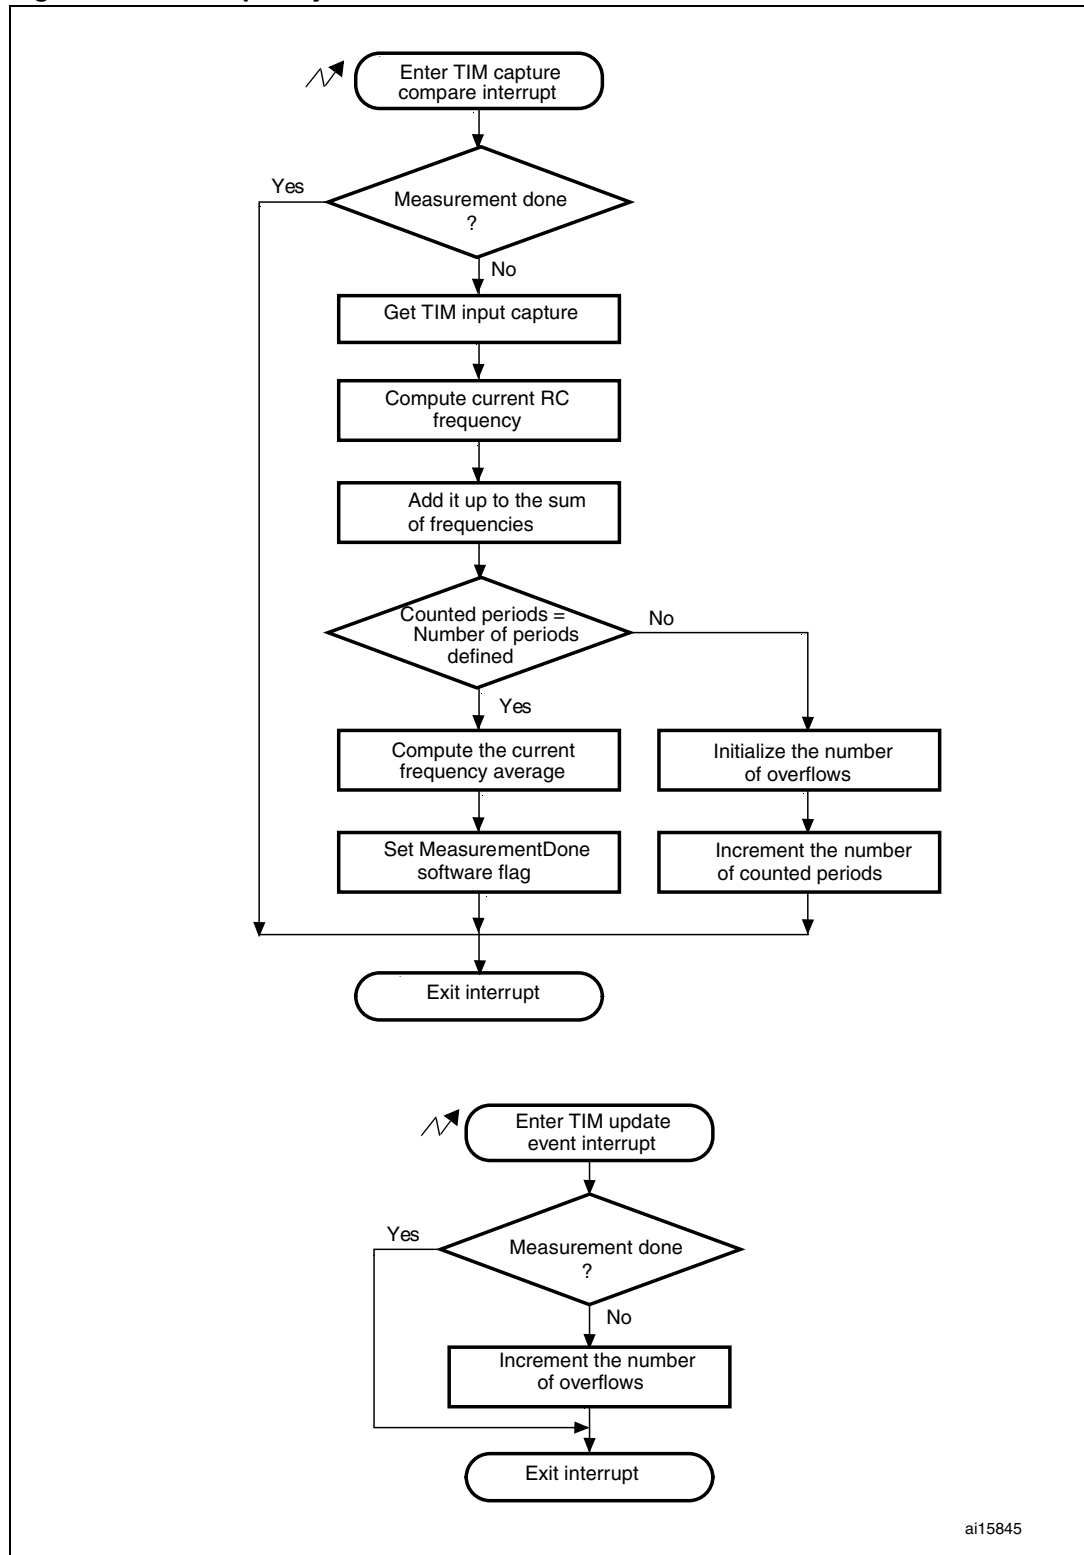 Enter TIM capture
compare interrupt
Yes
Measurement done
?
No
Get TIM input capture
Compute current RC
frequency
Add it up to the sum
of frequencies
Counted periods =
Number of periods
defined
No
Yes
Compute the current
frequency average
Initialize the number
of overflows
Set MeasurementDone
software flag
Increment the number
of counted periods
Exit interrupt
Enter TIM update
event interrupt
Yes
Measurement done
?
No
Increment the number
of overflows
Exit interrupt
ai15845